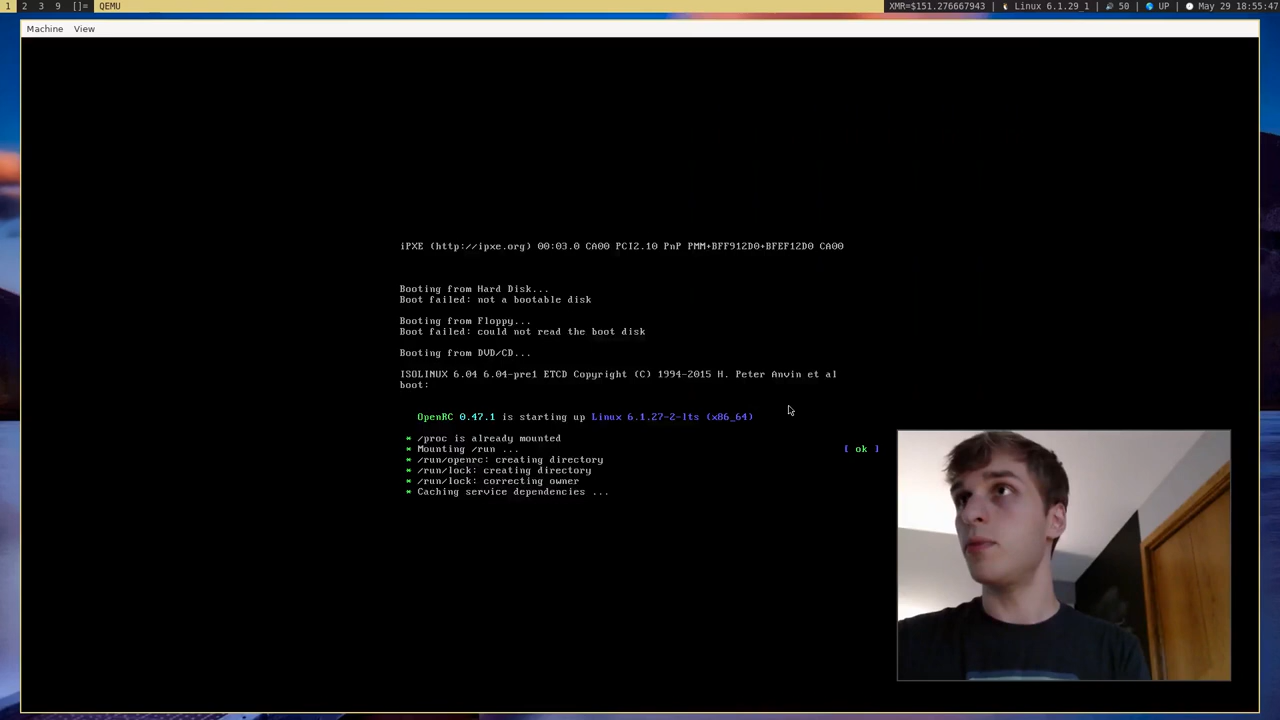 1 2 3 9 []= QEMU XMR=$151.276667943 | Linux 6.1.29_1 | 50 | UP | May 29 18:55:47
Machine View
iPXE (http://ipxe.org) 00:03.0 CA00 PCI2.10 PnP PMM+BFF912D0+BFEF12D0 CA00
Booting from Hard Disk...
Boot failed: not a bootable disk
Booting from Floppy...
Boot failed: could not read the boot disk
Booting from DVD/CD...
ISOLINUX 6.04 6.04-pre1 ETCD Copyright (C) 1994-2015 H. Peter Anvin et al
boot:
OpenRC 0.47.1 is starting up Linux 6.1.27-2-lts (x86_64)
* /proc is already mounted
* Mounting /run ... [ ok ]
* /run/openrc: creating directory
* /run/lock: creating directory
* /run/lock: correcting owner
* Caching service dependencies ...